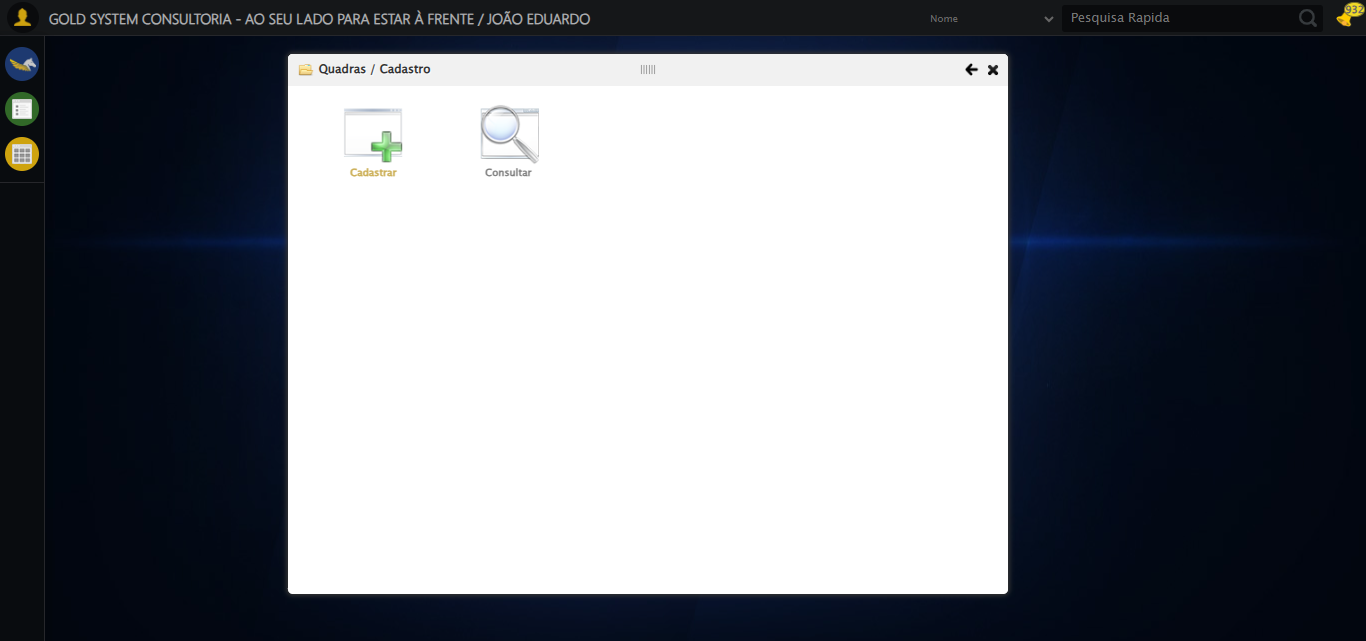 GOLD SYSTEM CONSULTORIA - AO SEU LADO PARA ESTAR À FRENTE / JOÃO EDUARDO
Nome
Pesquisa Rapida
932
Quadras / Cadastro
Cadastrar
Consultar